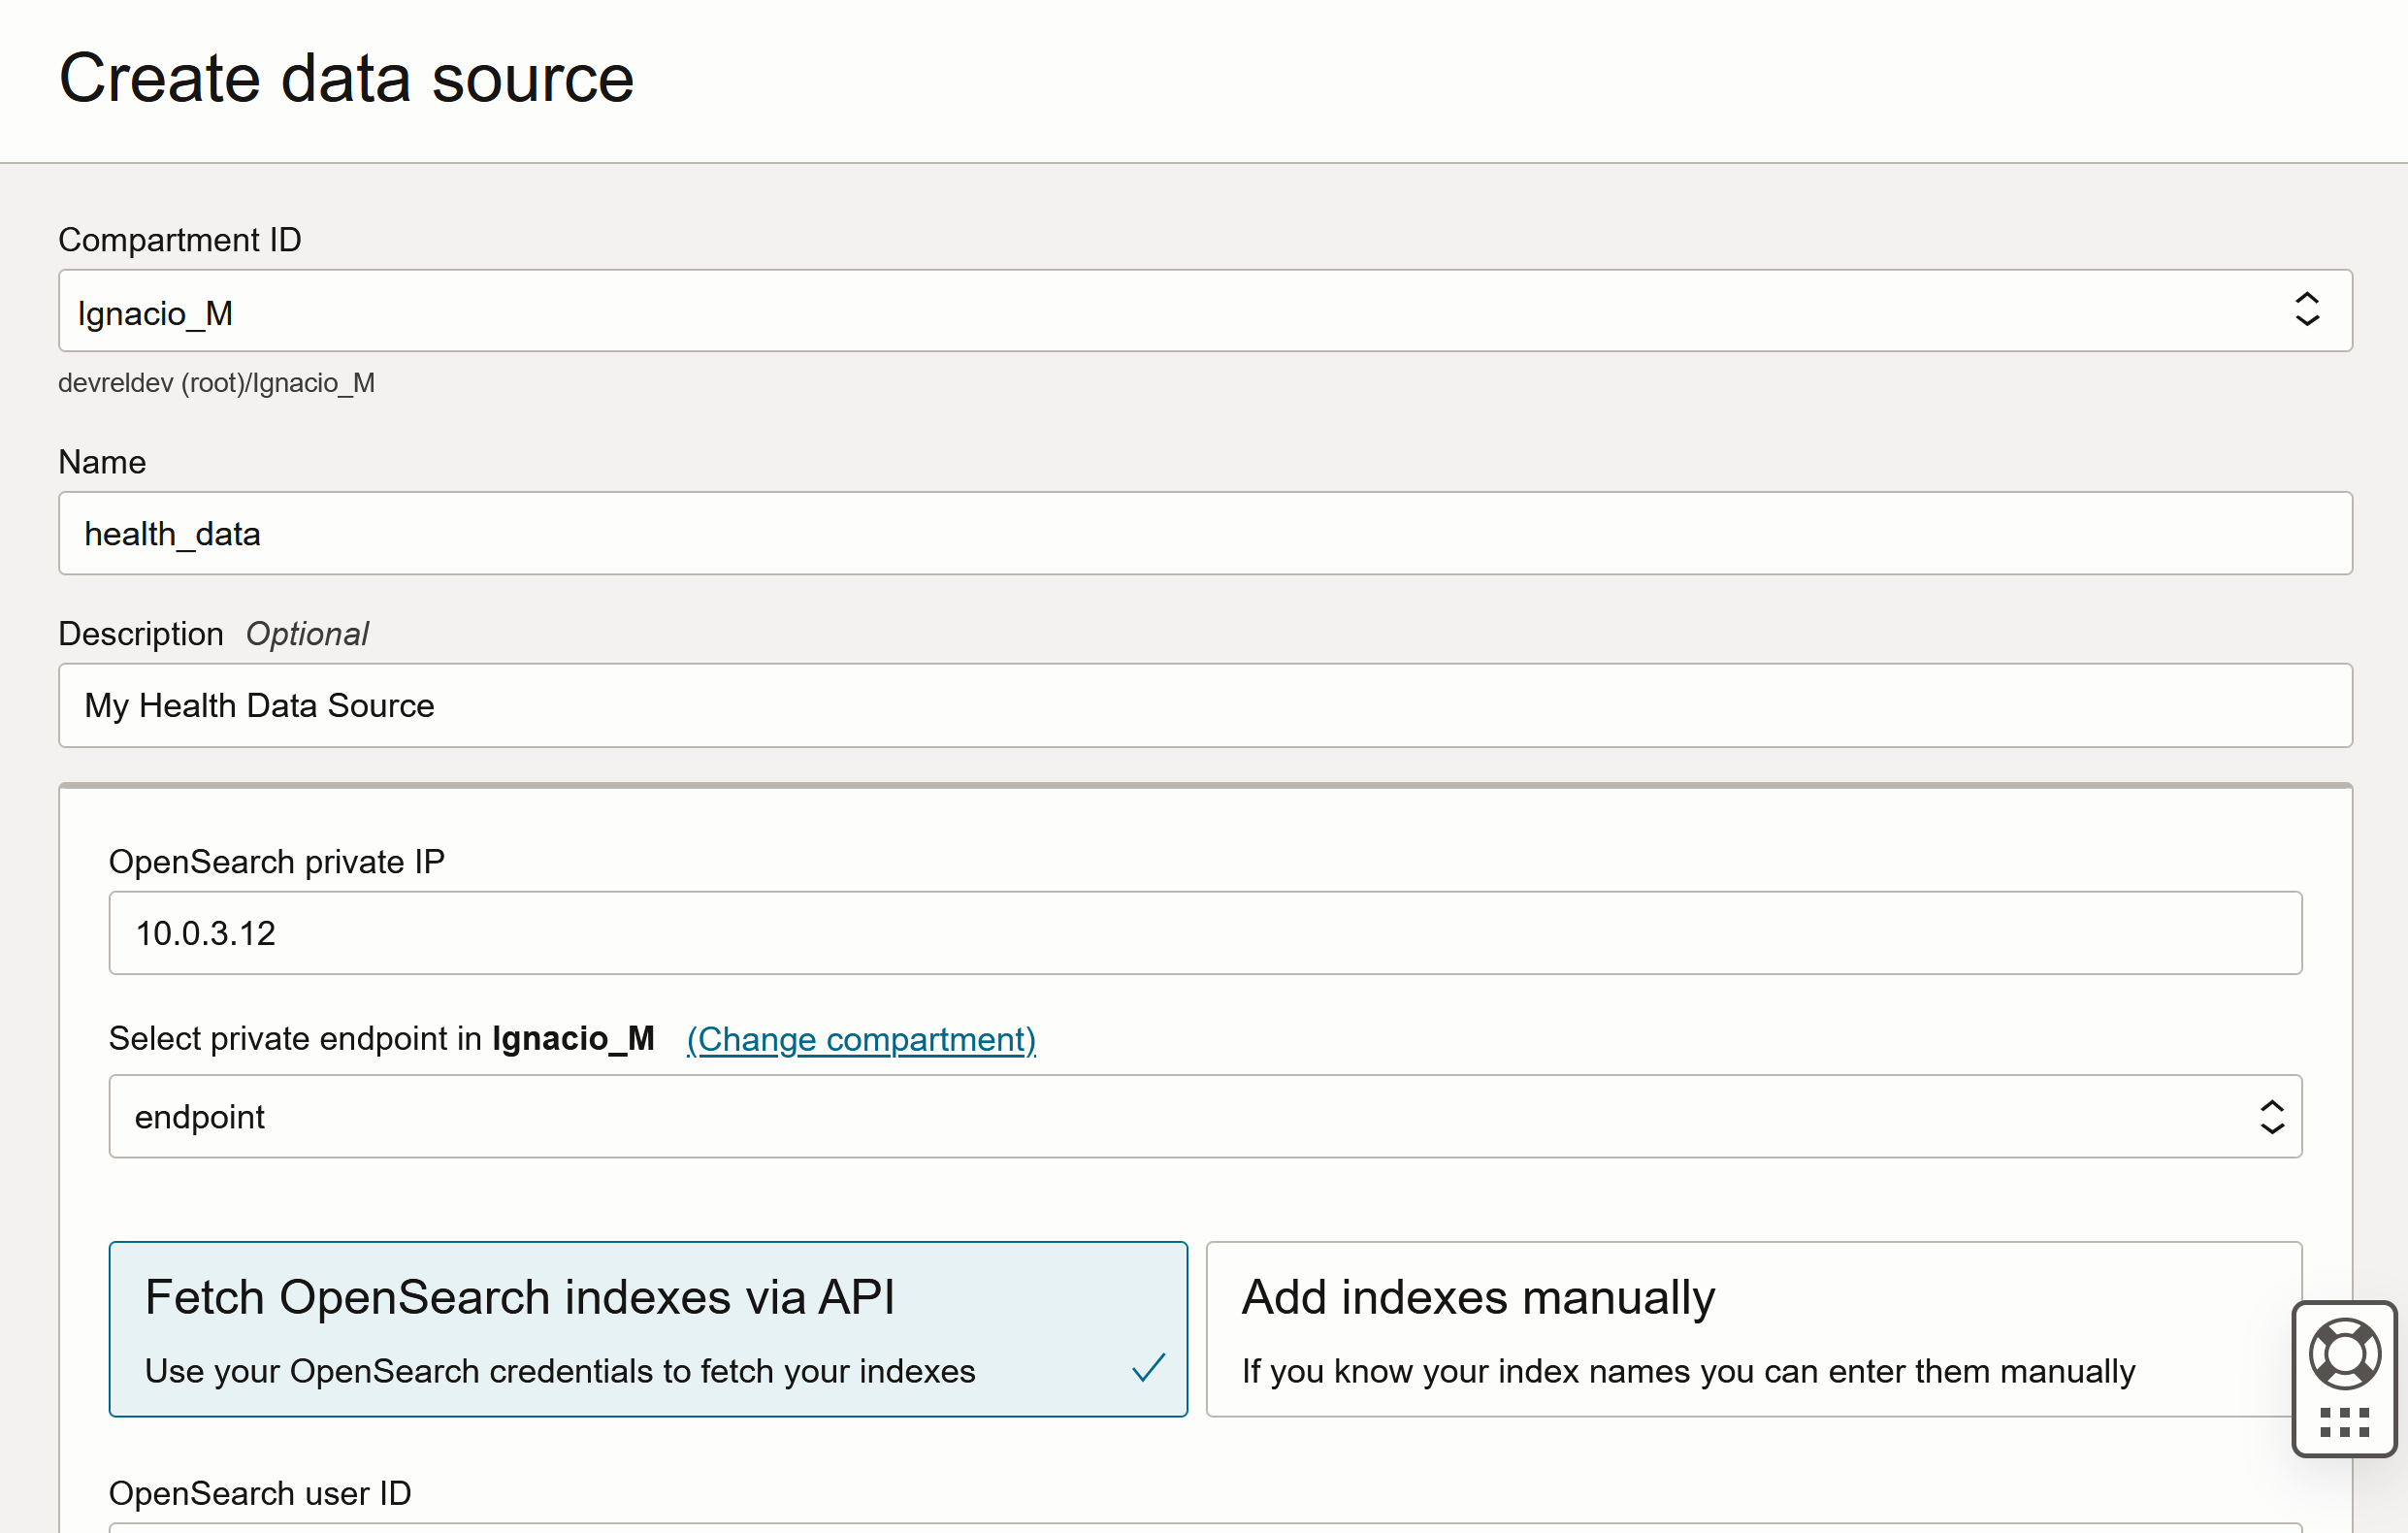 Create data source
Compartment ID
Ignacio_M
devreldev (root)/Ignacio_M
Name
health_data
Description Optional
My Health Data Source
OpenSearch private IP
10.0.3.12
Select private endpoint in Ignacio_M (Change compartment)
endpoint
Fetch OpenSearch indexes via API
Use your OpenSearch credentials to fetch your indexes
Add indexes manually
If you know your index names you can enter them manually
OpenSearch user ID